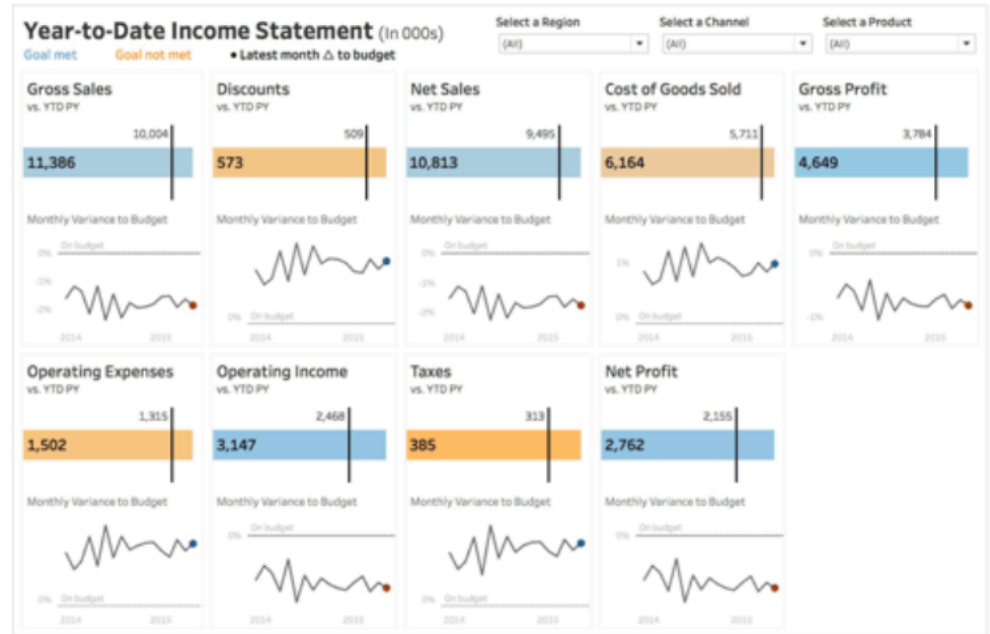 Year-to-Date Income Statement (In 000s)
Goal met Goal not met • Latest month Δ to budget
Select a Region
(All)
Select a Channel
(All)
Select a Product
(All)
Gross Sales
vs. YTD PY
10,004
11,386
Monthly Variance to Budget
0% On budget
-1%
-2%
2014 2015
Discounts
vs. YTD PY
509
573
Monthly Variance to Budget
0% On budget
2014 2015
Net Sales
vs. YTD PY
9,495
10,813
Monthly Variance to Budget
0% On budget
-1%
-2%
2014 2015
Cost of Goods Sold
vs. YTD PY
5,711
6,164
Monthly Variance to Budget
1%
0% On budget
2014 2015
Gross Profit
vs. YTD PY
3,784
4,649
Monthly Variance to Budget
0% On budget
-1%
2014 2015
Operating Expenses
vs. YTD PY
1,315
1,502
Monthly Variance to Budget
0% On budget
2014 2015
Operating Income
vs. YTD PY
2,468
3,147
Monthly Variance to Budget
0% On budget
2014 2015
Taxes
vs. YTD PY
313
385
Monthly Variance to Budget
0% On budget
2014 2015
Net Profit
vs. YTD PY
2,155
2,762
Monthly Variance to Budget
0% On budget
2014 2015